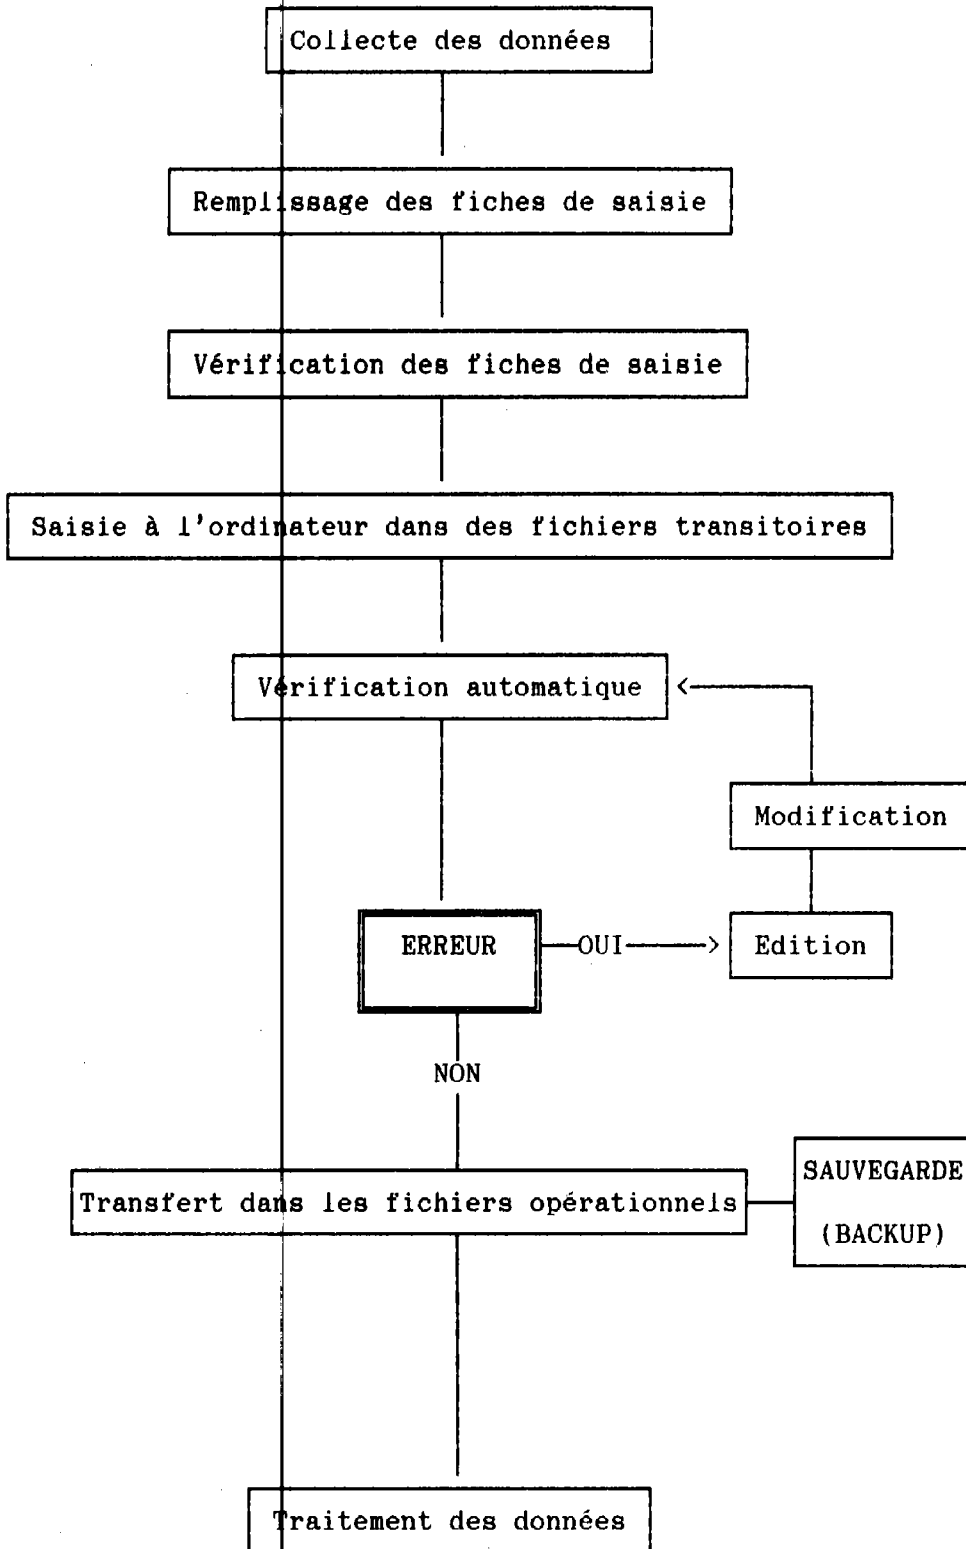 Collecte des données
Remplissage des fiches de saisie
Vérification des fiches de saisie
Saisie à l'ordinateur dans des fichiers transitoires
Vérification automatique
Modification
ERREUR
OUI
Edition
NON
SAUVEGARDE
Transfert dans les fichiers opérationnels
(BACKUP)
Traitement des données